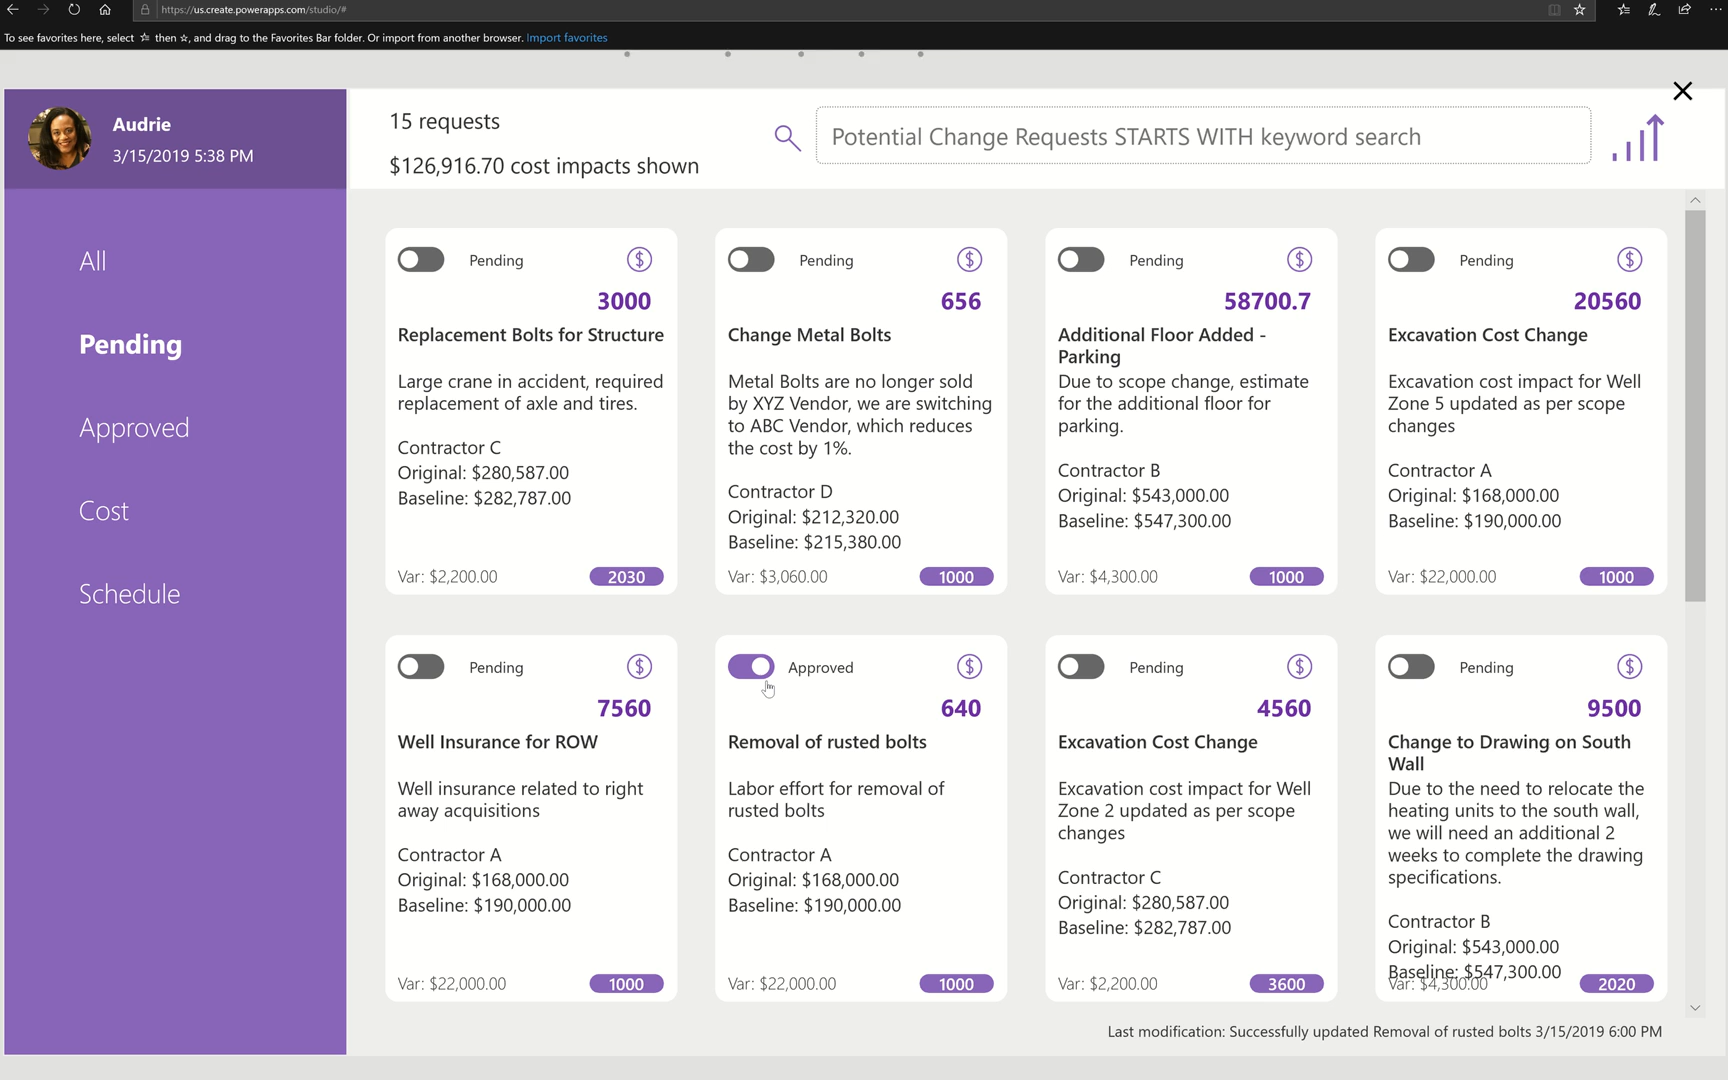 https://us.create.powerapps.com/studio/#
To see favorites here, select ☆ then ☆, and drag to the Favorites Bar folder. Or import from another browser. Import favorites
Audrie
3/15/2019 5:38 PM
15 requests
$126,916.70 cost impacts shown
Potential Change Requests STARTS WITH keyword search
All
Pending
Approved
Cost
Schedule
Pending
$
3000
Replacement Bolts for Structure
Large crane in accident, required
replacement of axle and tires.
Contractor C
Original: $280,587.00
Baseline: $282,787.00
Var: $2,200.00
2030
Pending
$
656
Change Metal Bolts
Metal Bolts are no longer sold
by XYZ Vendor, we are switching
to ABC Vendor, which reduces
the cost by 1%.
Contractor D
Original: $212,320.00
Baseline: $215,380.00
Var: $3,060.00
1000
Pending
$
58700.7
Additional Floor Added -
Parking
Due to scope change, estimate
for the additional floor for
parking.
Contractor B
Original: $543,000.00
Baseline: $547,300.00
Var: $4,300.00
1000
Pending
$
20560
Excavation Cost Change
Excavation cost impact for Well
Zone 5 updated as per scope
changes
Contractor A
Original: $168,000.00
Baseline: $190,000.00
Var: $22,000.00
1000
Pending
$
7560
Well Insurance for ROW
Well insurance related to right
away acquisitions
Contractor A
Original: $168,000.00
Baseline: $190,000.00
Var: $22,000.00
1000
Approved
$
640
Removal of rusted bolts
Labor effort for removal of
rusted bolts
Contractor A
Original: $168,000.00
Baseline: $190,000.00
Var: $22,000.00
1000
Pending
$
4560
Excavation Cost Change
Excavation cost impact for Well
Zone 2 updated as per scope
changes
Contractor C
Original: $280,587.00
Baseline: $282,787.00
Var: $2,200.00
3600
Pending
$
9500
Change to Drawing on South
Wall
Due to the need to relocate the
heating units to the south wall,
we will need an additional 2
weeks to complete the drawing
specifications.
Contractor B
Original: $543,000.00
Baseline: $547,300.00
Var: $4,300.00
2020
Last modification: Successfully updated Removal of rusted bolts 3/15/2019 6:00 PM